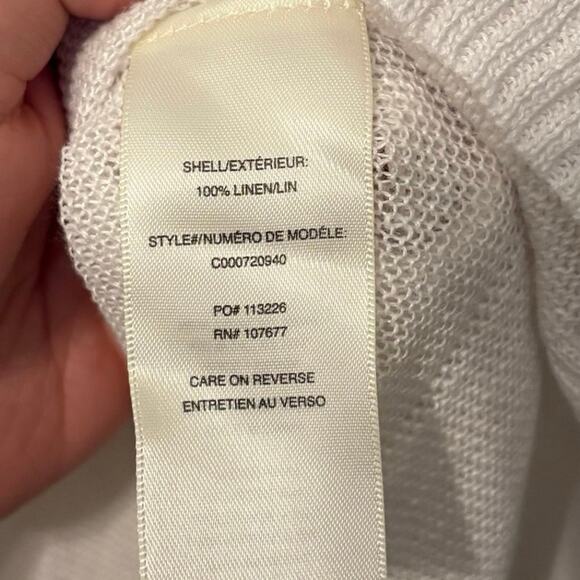 SHELL/EXTÉRIEUR:
100% LINEN/LIN
STYLE#/NUMÉRO DE MODÉLE:
C000720940
PO# 113226
RN# 107677
CARE ON REVERSE
ENTRETIEN AU VERSO